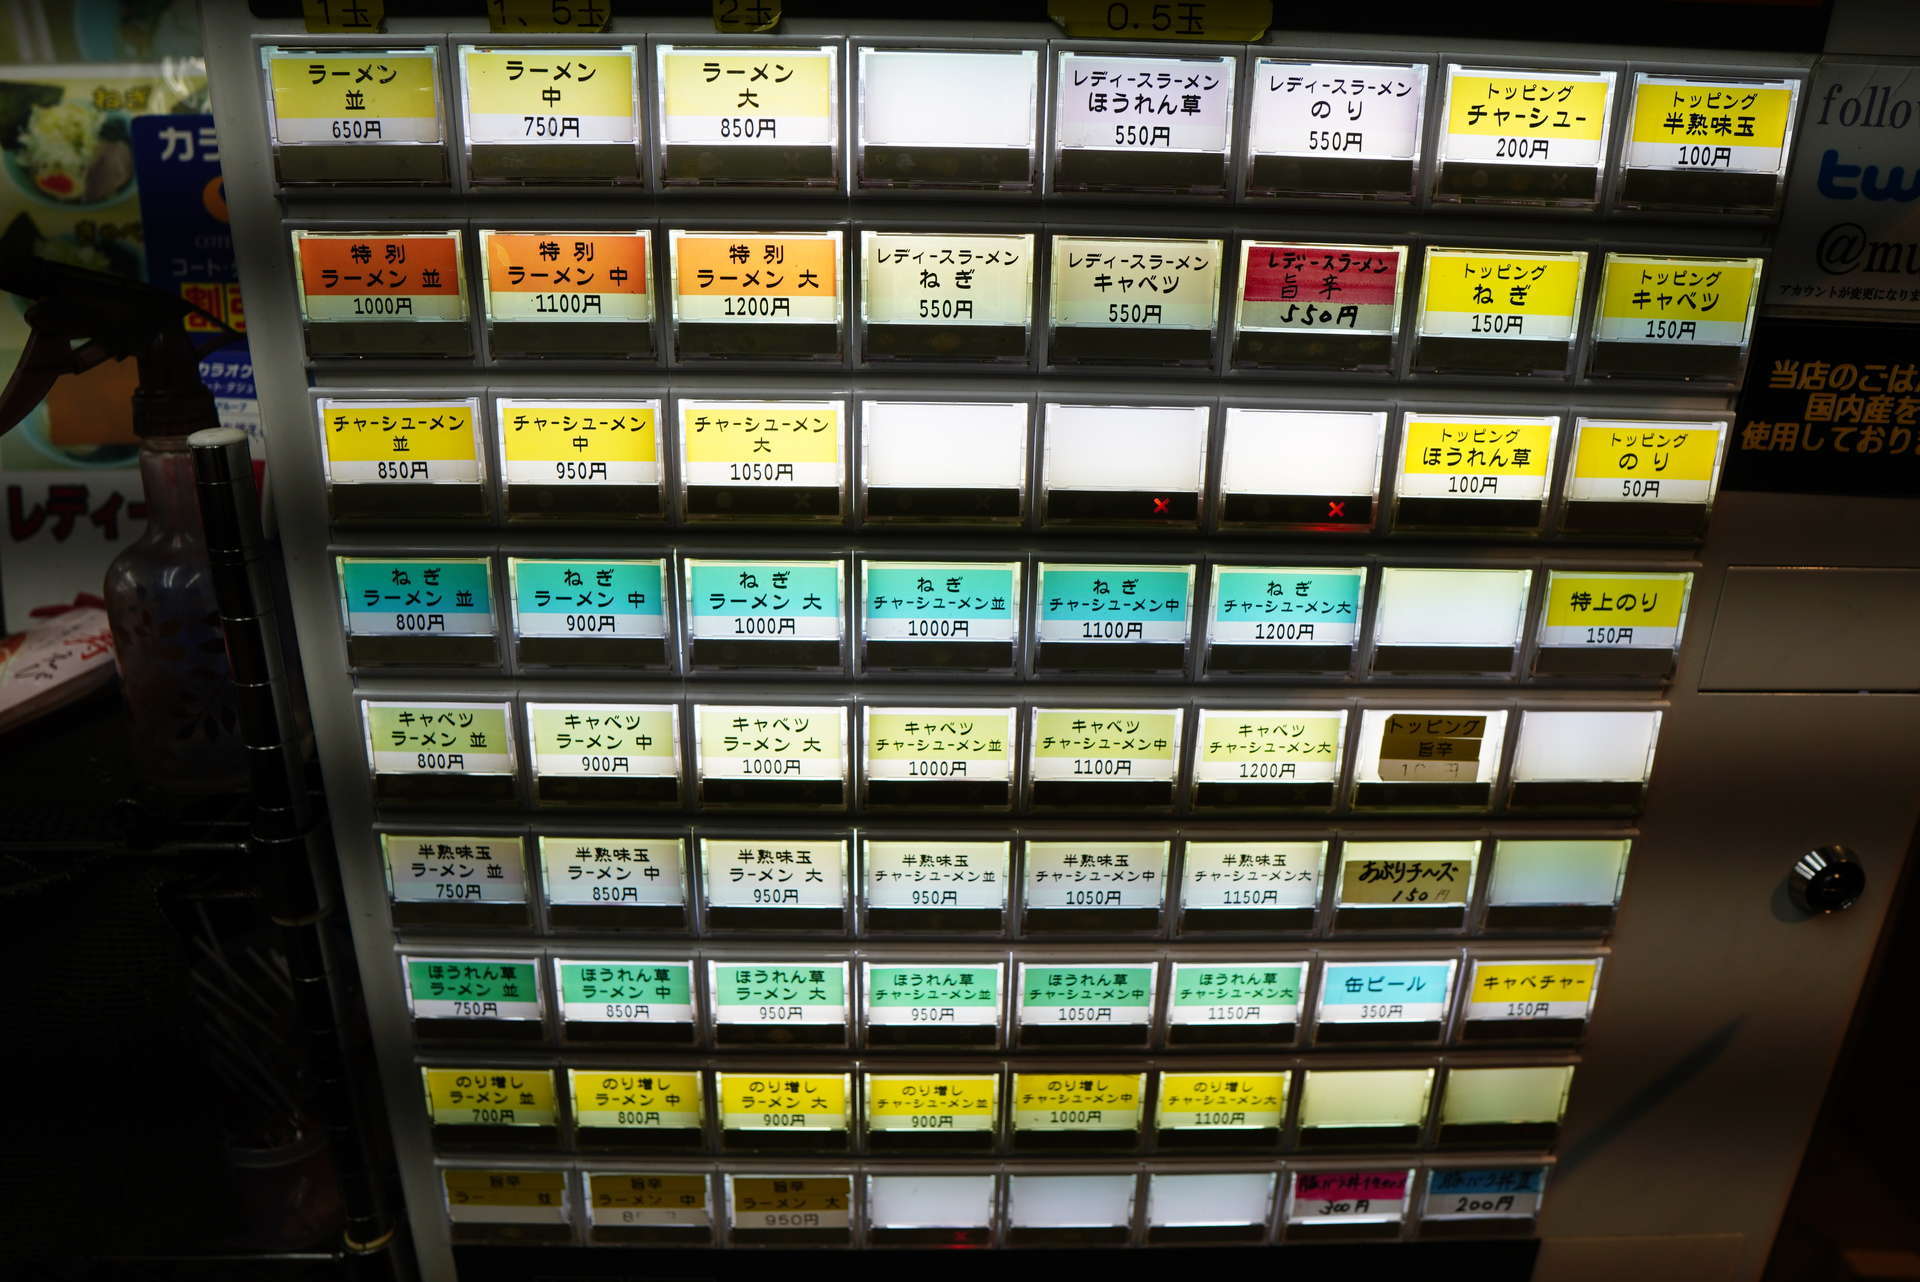 1玉
1、5玉
2玉
0.5玉
ラーメン
並
650円
ラーメン
中
750円
ラーメン
大
850円
レディースラーメン
ほうれん草
550円
レディースラーメン
のり
550円
トッピング
チャーシュー
200円
トッピング
半熟味玉
100円
特別
ラーメン 並
1000円
特別
ラーメン 中
1100円
特別
ラーメン 大
1200円
レディースラーメン
ねぎ
550円
レディースラーメン
キャベツ
550円
レディースラーメン
旨辛
550円
トッピング
ねぎ
150円
トッピング
キャベツ
150円
チャーシューメン
並
850円
チャーシューメン
中
950円
チャーシューメン
大
1050円
トッピング
ほうれん草
100円
トッピング
のり
50円
ねぎ
ラーメン 並
800円
ねぎ
ラーメン 中
900円
ねぎ
ラーメン 大
1000円
ねぎ
チャーシューメン並
1000円
ねぎ
チャーシューメン中
1100円
ねぎ
チャーシューメン大
1200円
特上のり
150円
キャベツ
ラーメン 並
800円
キャベツ
ラーメン 中
900円
キャベツ
ラーメン 大
1000円
キャベツ
チャーシューメン並
1000円
キャベツ
チャーシューメン中
1100円
キャベツ
チャーシューメン大
1200円
トッピング
旨辛
半熟味玉
ラーメン 並
750円
半熟味玉
ラーメン 中
850円
半熟味玉
ラーメン 大
950円
半熟味玉
チャーシューメン並
950円
半熟味玉
チャーシューメン中
1050円
半熟味玉
チャーシューメン大
1150円
あぶりチーズ
150円
ほうれん草
ラーメン 並
750円
ほうれん草
ラーメン 中
850円
ほうれん草
ラーメン 大
950円
ほうれん草
チャーシューメン並
950円
ほうれん草
チャーシューメン中
1050円
ほうれん草
チャーシューメン大
1150円
缶ビール
350円
キャベチャー
150円
のり増し
ラーメン 並
700円
のり増し
ラーメン 中
800円
のり増し
ラーメン 大
900円
のり増し
チャーシューメン並
900円
のり増し
チャーシューメン中
1000円
のり増し
チャーシューメン大
1100円
旨辛
並
旨辛
ラーメン 中
旨辛
ラーメン 大
950円
300円
200円
follo
tw
@mu
アカウントが変更になりま
当店のごは
国内産を
使用しており
ねぎ
カラ
コート・
割引
カラオケ
レディー